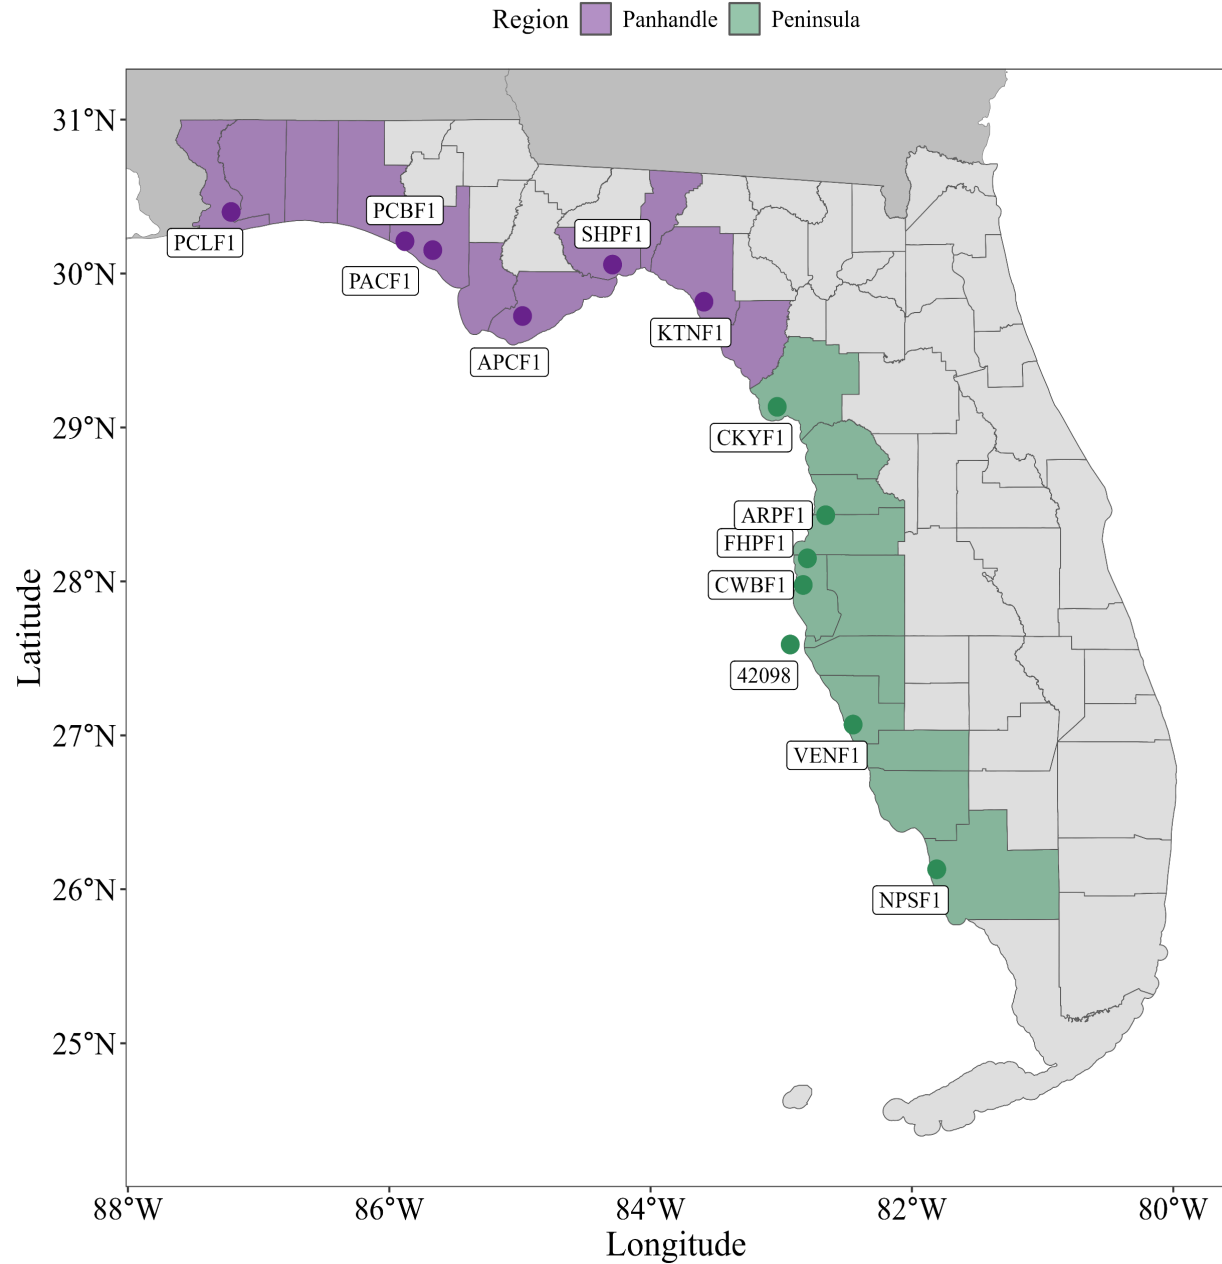 Region Panhandle Peninsula
31°N
30°N
29°N
28°N
27°N
26°N
25°N
Latitude
PCLF1
PCBF1
PACF1
SHPF1
APCF1
KTNF1
CKYF1
ARPF1
FHPF1
CWBF1
42098
VENF1
NPSF1
88°W 86°W 84°W 82°W 80°W
Longitude